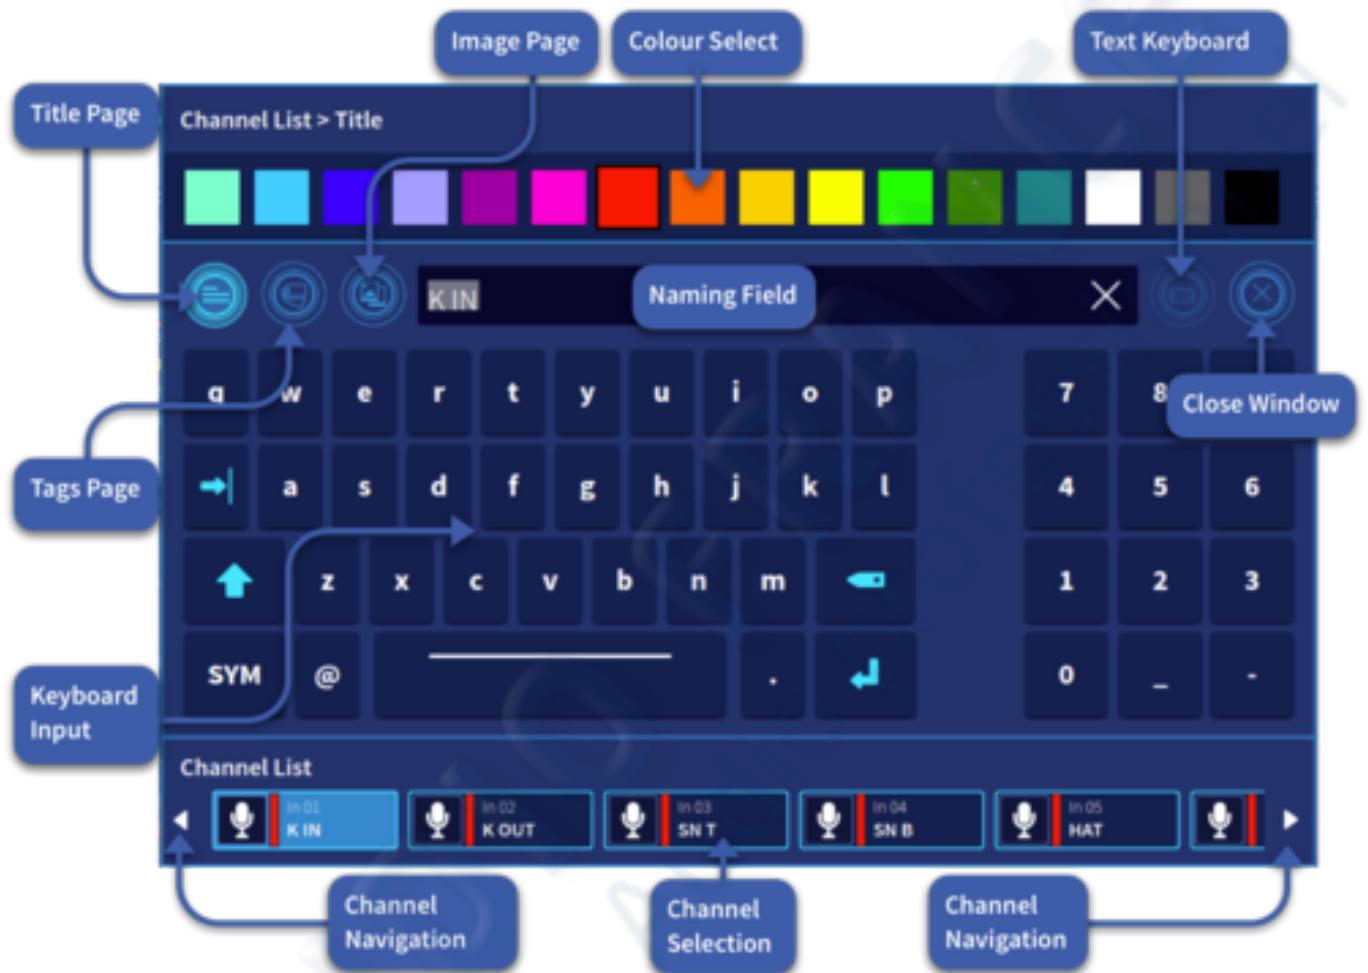 Image Page
Colour Select
Text Keyboard
Title Page
Channel List > Title
K IN
Naming Field
q w e r t y u i o p
7 8
Close Window
Tags Page
a s d f g h j k l
4 5 6
z x c v b n m
1 2 3
SYM @ .
0 _ -
Keyboard
Input
Channel List
In 01
K IN
In 02
K OUT
In 03
SN T
In 04
SN B
In 05
HAT
Channel
Navigation
Channel
Selection
Channel
Navigation